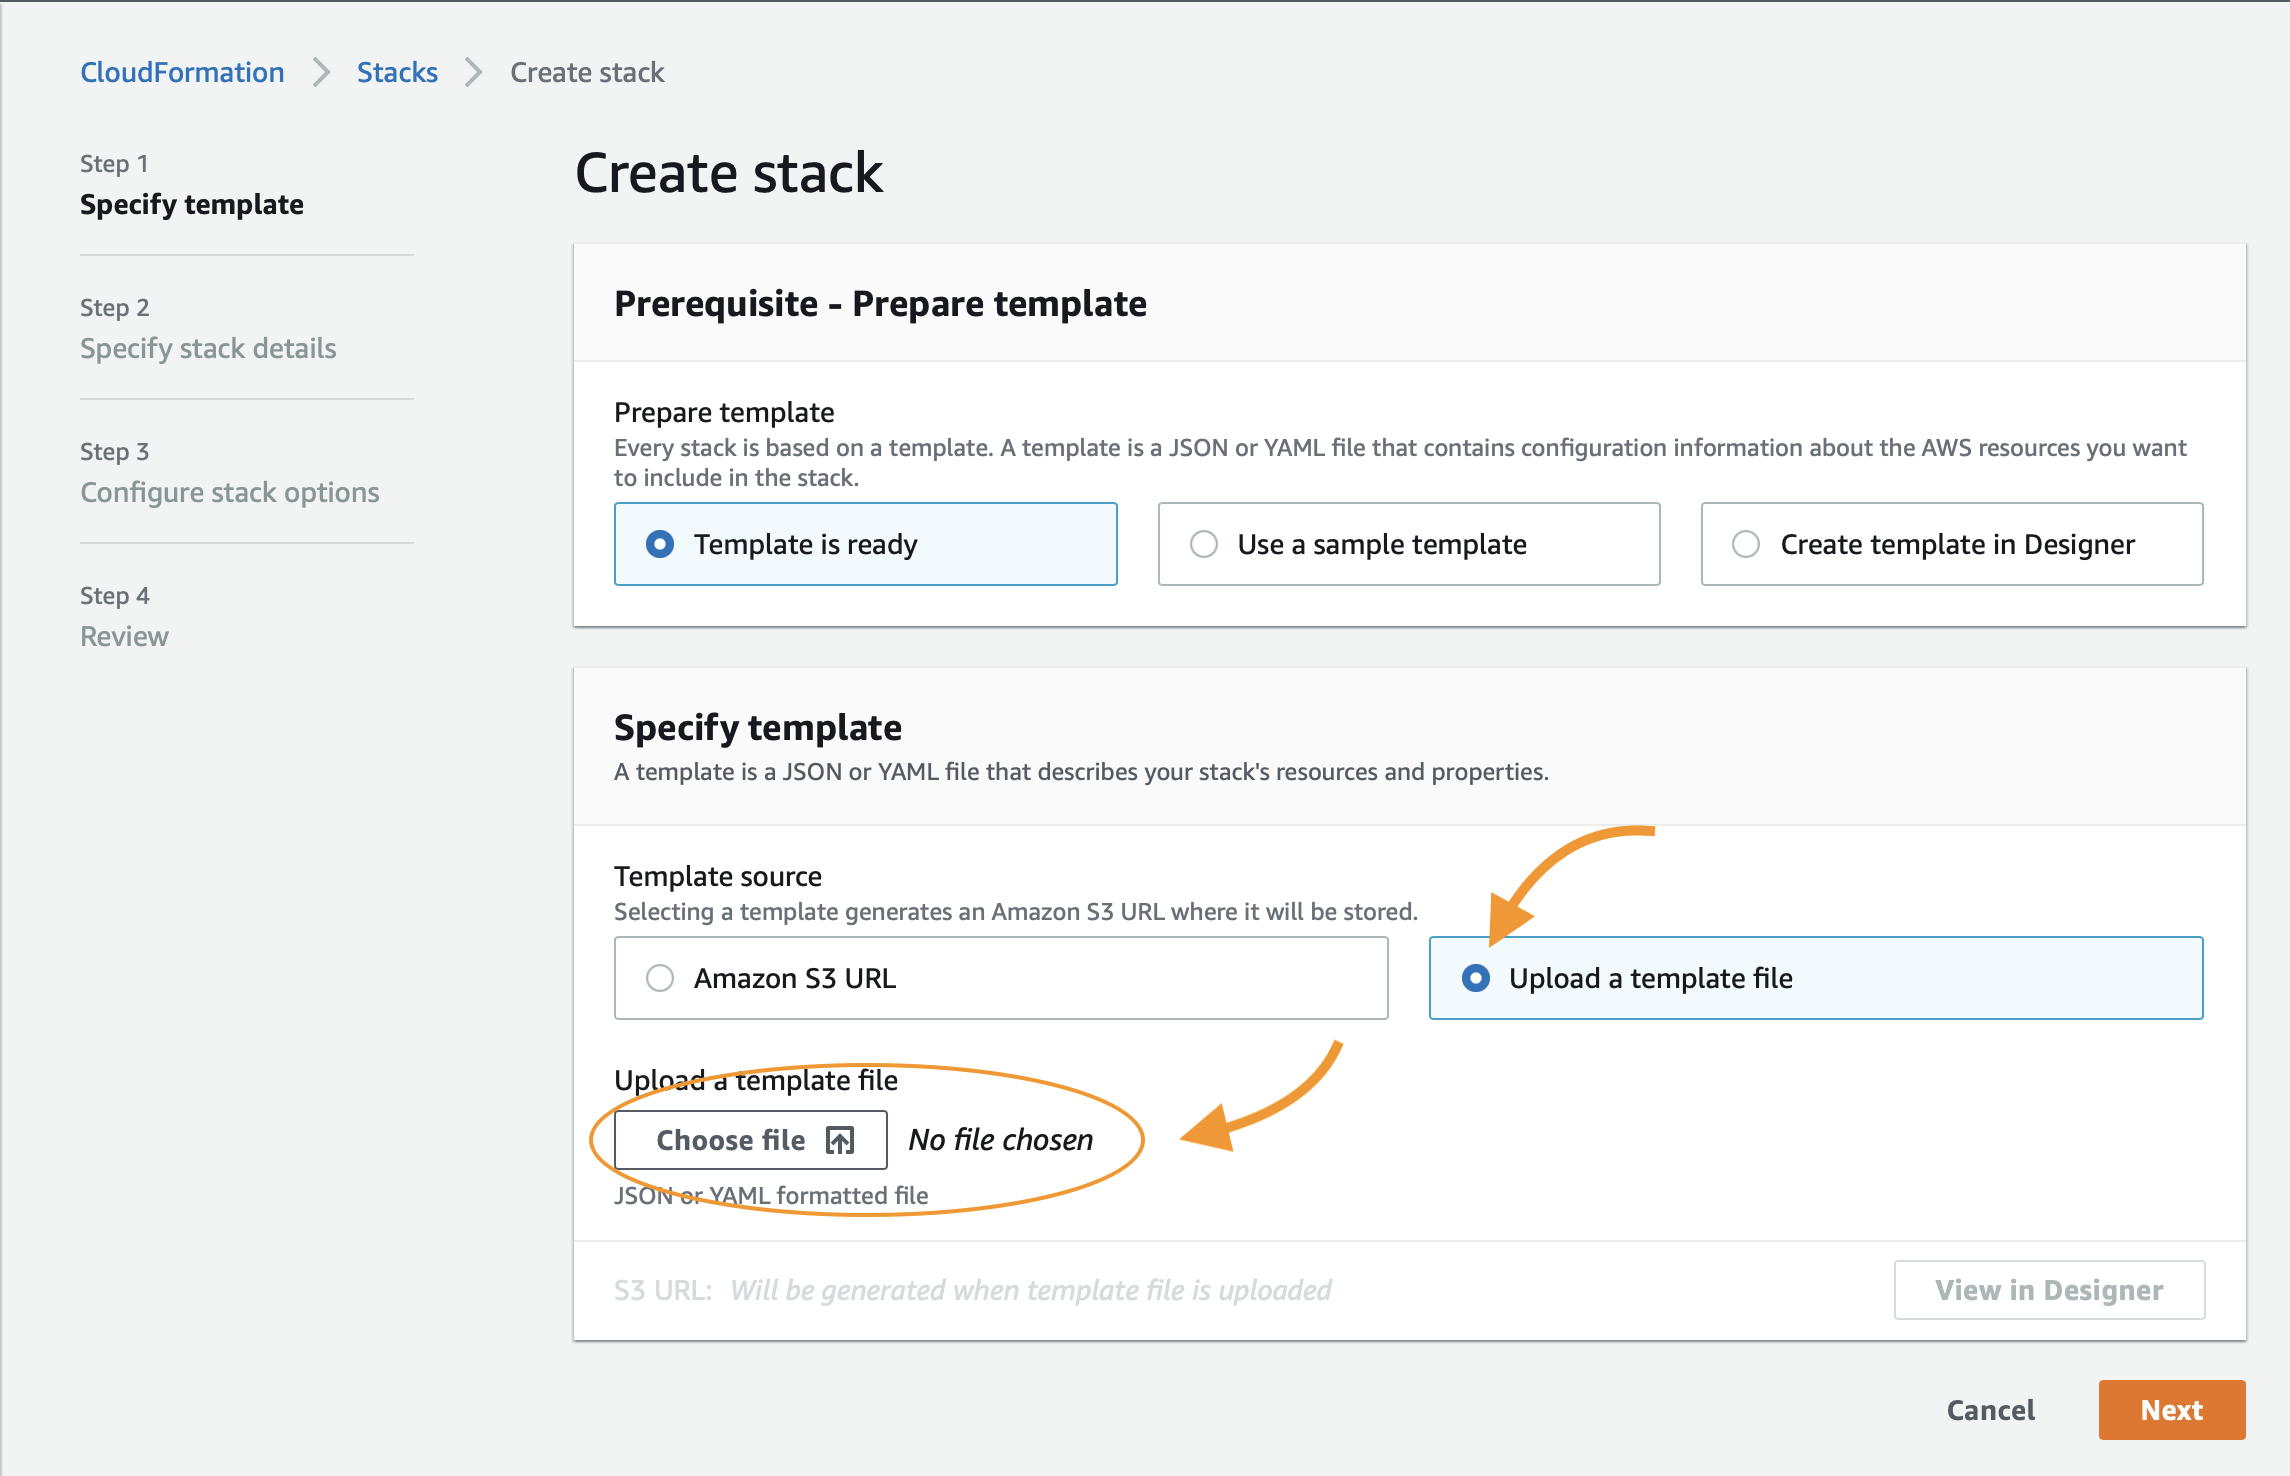 CloudFormation > Stacks > Create stack
Step 1
Specify template
Step 2
Specify stack details
Step 3
Configure stack options
Step 4
Review
Create stack
Prerequisite - Prepare template
Prepare template
Every stack is based on a template. A template is a JSON or YAML file that contains configuration information about the AWS resources you want
to include in the stack.
Template is ready
Use a sample template
Create template in Designer
Specify template
A template is a JSON or YAML file that describes your stack's resources and properties.
Template source
Selecting a template generates an Amazon S3 URL where it will be stored.
Amazon S3 URL
Upload a template file
Upload a template file
Choose file
No file chosen
JSON or YAML formatted file
S3 URL: Will be generated when template file is uploaded
View in Designer
Cancel
Next